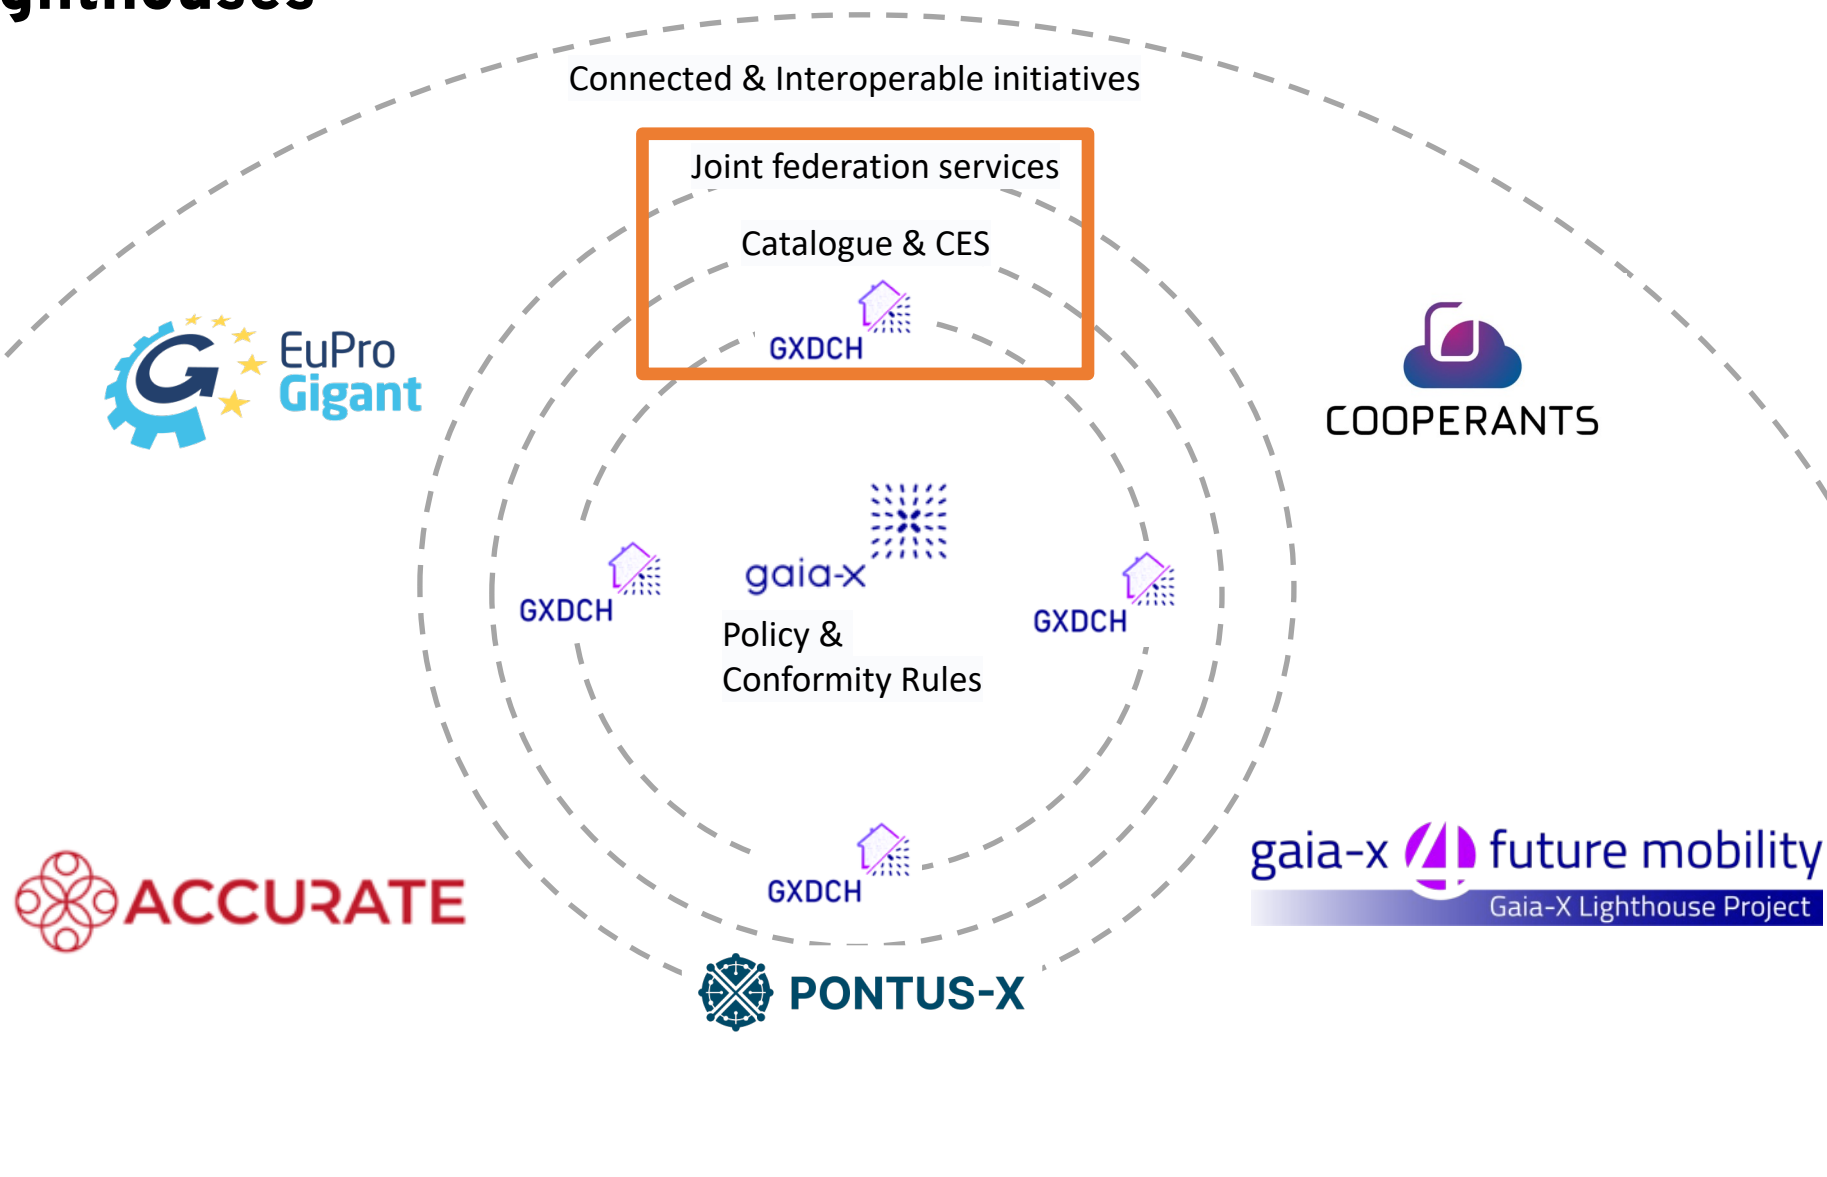 Connected & Interoperable initiatives
Joint federation services
Catalogue & CES
GXDCH
EuPro
Gigant
COOPERANTS
gaia-x
GXDCH
GXDCH
Policy &
Conformity Rules
gaia-x 4 future mobility
Gaia-X Lighthouse Project
ACCURATE
GXDCH
PONTUS-X